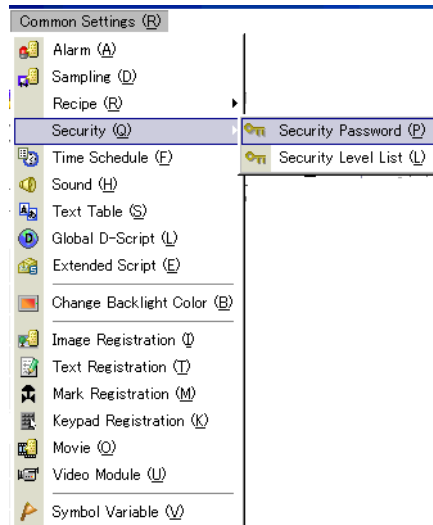 Common Settings (R)
Alarm (A)
Sampling (D)
Recipe (R)
Security (Q)
Security Password (P)
Security Level List (L)
Time Schedule (F)
Sound (H)
Text Table (S)
Global D-Script (L)
Extended Script (E)
Change Backlight Color (B)
Image Registration (I)
Text Registration (T)
Mark Registration (M)
Keypad Registration (K)
Movie (O)
Video Module (U)
Symbol Variable (V)